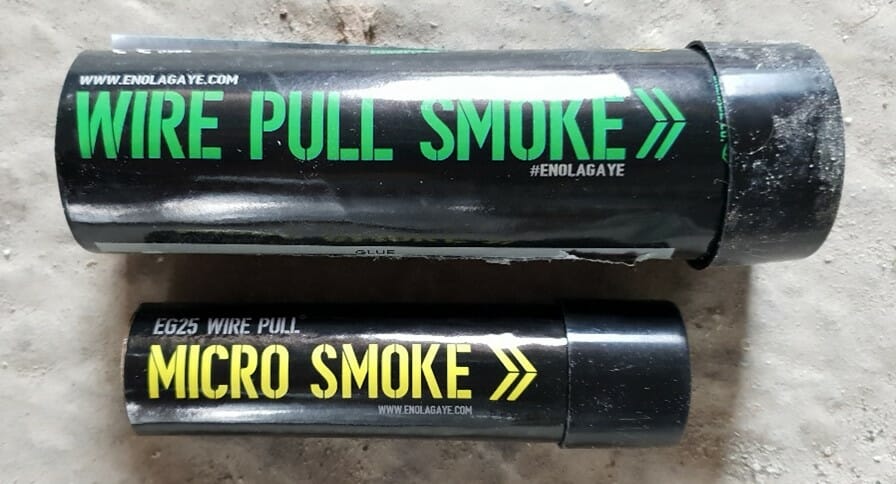 WWW.ENOLAGAYE.COM
WIRE PULL SMOKE
#ENOLAGAYE
GLUE
EG25 WIRE PULL
MICRO SMOKE
WWW.ENOLAGAYE.COM